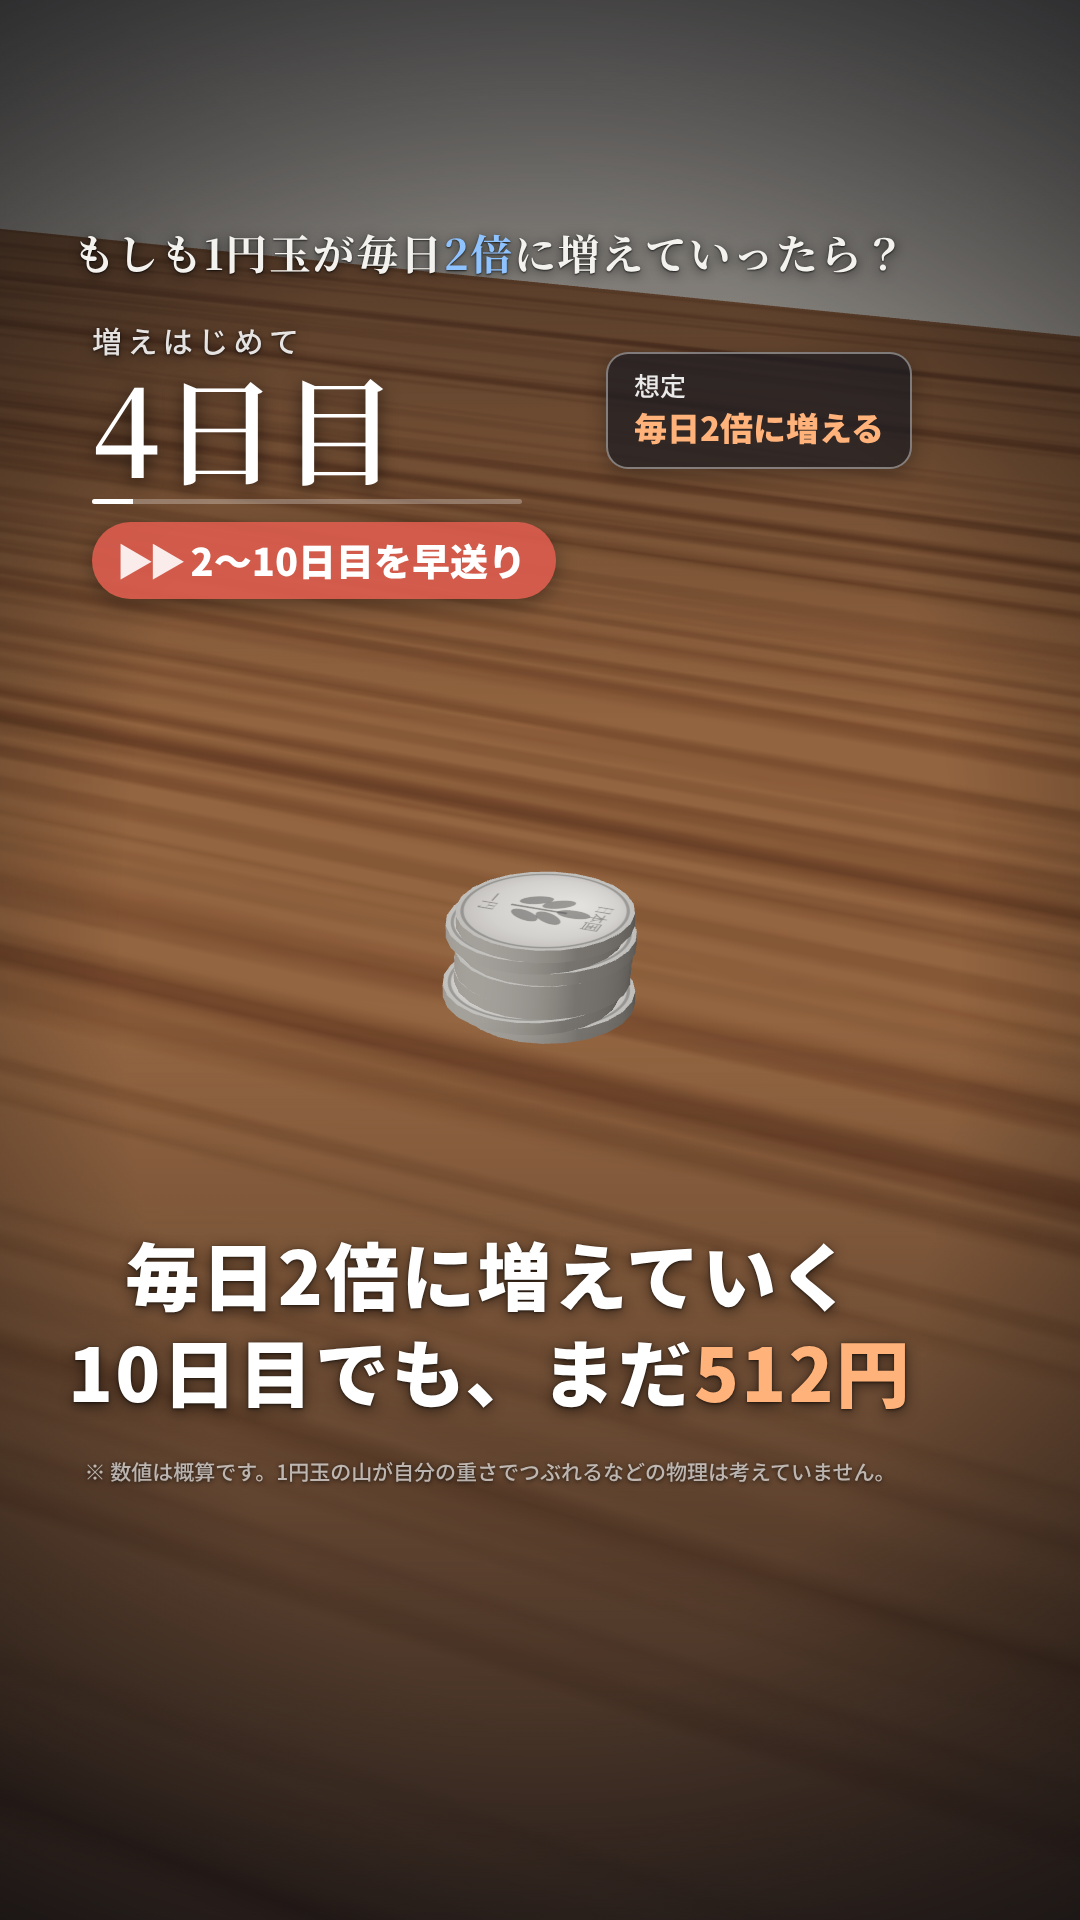 もしも1円玉が毎日2倍に増えていったら？
増えはじめて
4日目
想定
毎日2倍に増える
▶▶2〜10日目を早送り
日本国
毎日2倍に増えていく
10日目でも、まだ512円
※ 数値は概算です。1円玉の山が自分の重さでつぶれるなどの物理は考えていません。